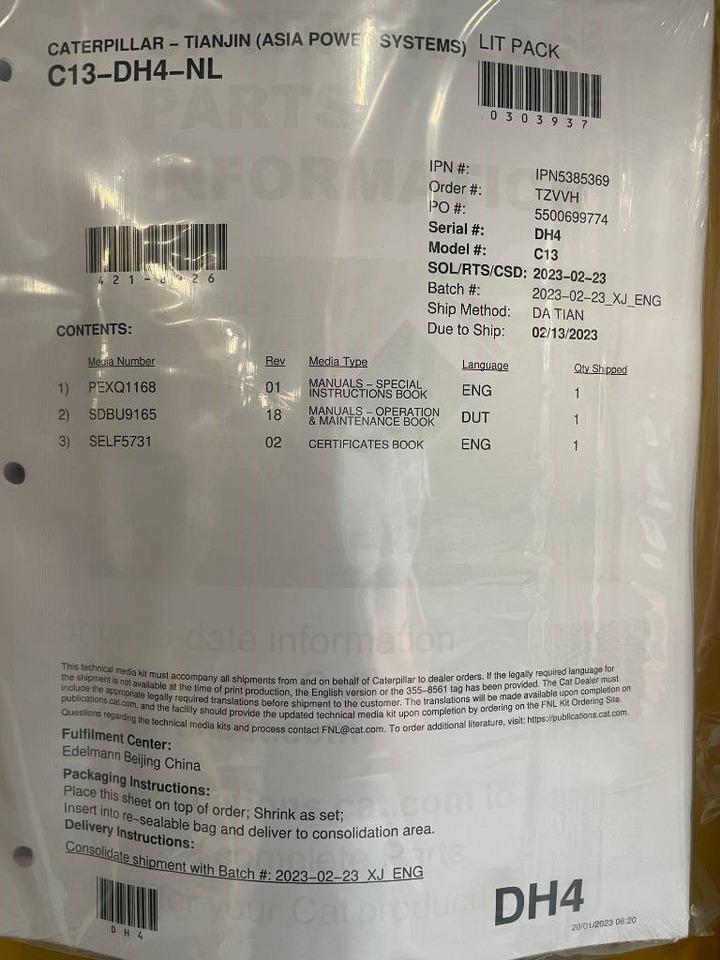 CATERPILLAR – TIANJIN (ASIA POWE SYSTEMS) LIT PACK
C13–DH4–NL
0303937
IPN #: IPN5385369
Order #: TZVVH
PO #: 5500699774
Serial #: DH4
Model #: C13
SOL/RTS/CSD: 2023–02–23
Batch #: 2023–02–23_XJ_ENG
Ship Method: DA TIAN
Due to Ship: 02/13/2023
CONTENTS:
Media Number Rev Media Type Language Qty Shipped
1) PEXQ1168 01 MANUALS – SPECIAL INSTRUCTIONS BOOK ENG 1
2) SDBU9165 18 MANUALS – OPERATION & MAINTENANCE BOOK DUT 1
3) SELF5731 02 CERTIFICATES BOOK ENG 1
This technical media kit must accompany all shipments from and on behalf of Caterpillar to dealer orders. If the legally required language for
the shipment is not available at the time of print production, the English version or the 355–8561 tag has been provided. The Cat Dealer must
include the appropriate legally required translations before shipment to the customer. The translations will be made available upon completion on
publications.cat.com, and the facility should provide the updated technical media kit upon completion by ordering on the FNL Kit Ordering Site.
Questions regarding the technical media kits and process contact FNL@cat.com. To order additional literature, visit: https://publications.cat.com.
Fulfilment Center:
Edelmann Beijing China
Packaging Instructions:
Place this sheet on top of order; Shrink as set;
Insert into re–sealable bag and deliver to consolidation area.
Delivery Instructions:
Consolidate shipment with Batch #: 2023–02–23_XJ_ENG
DH4
DH4
20/01/2023 06:20